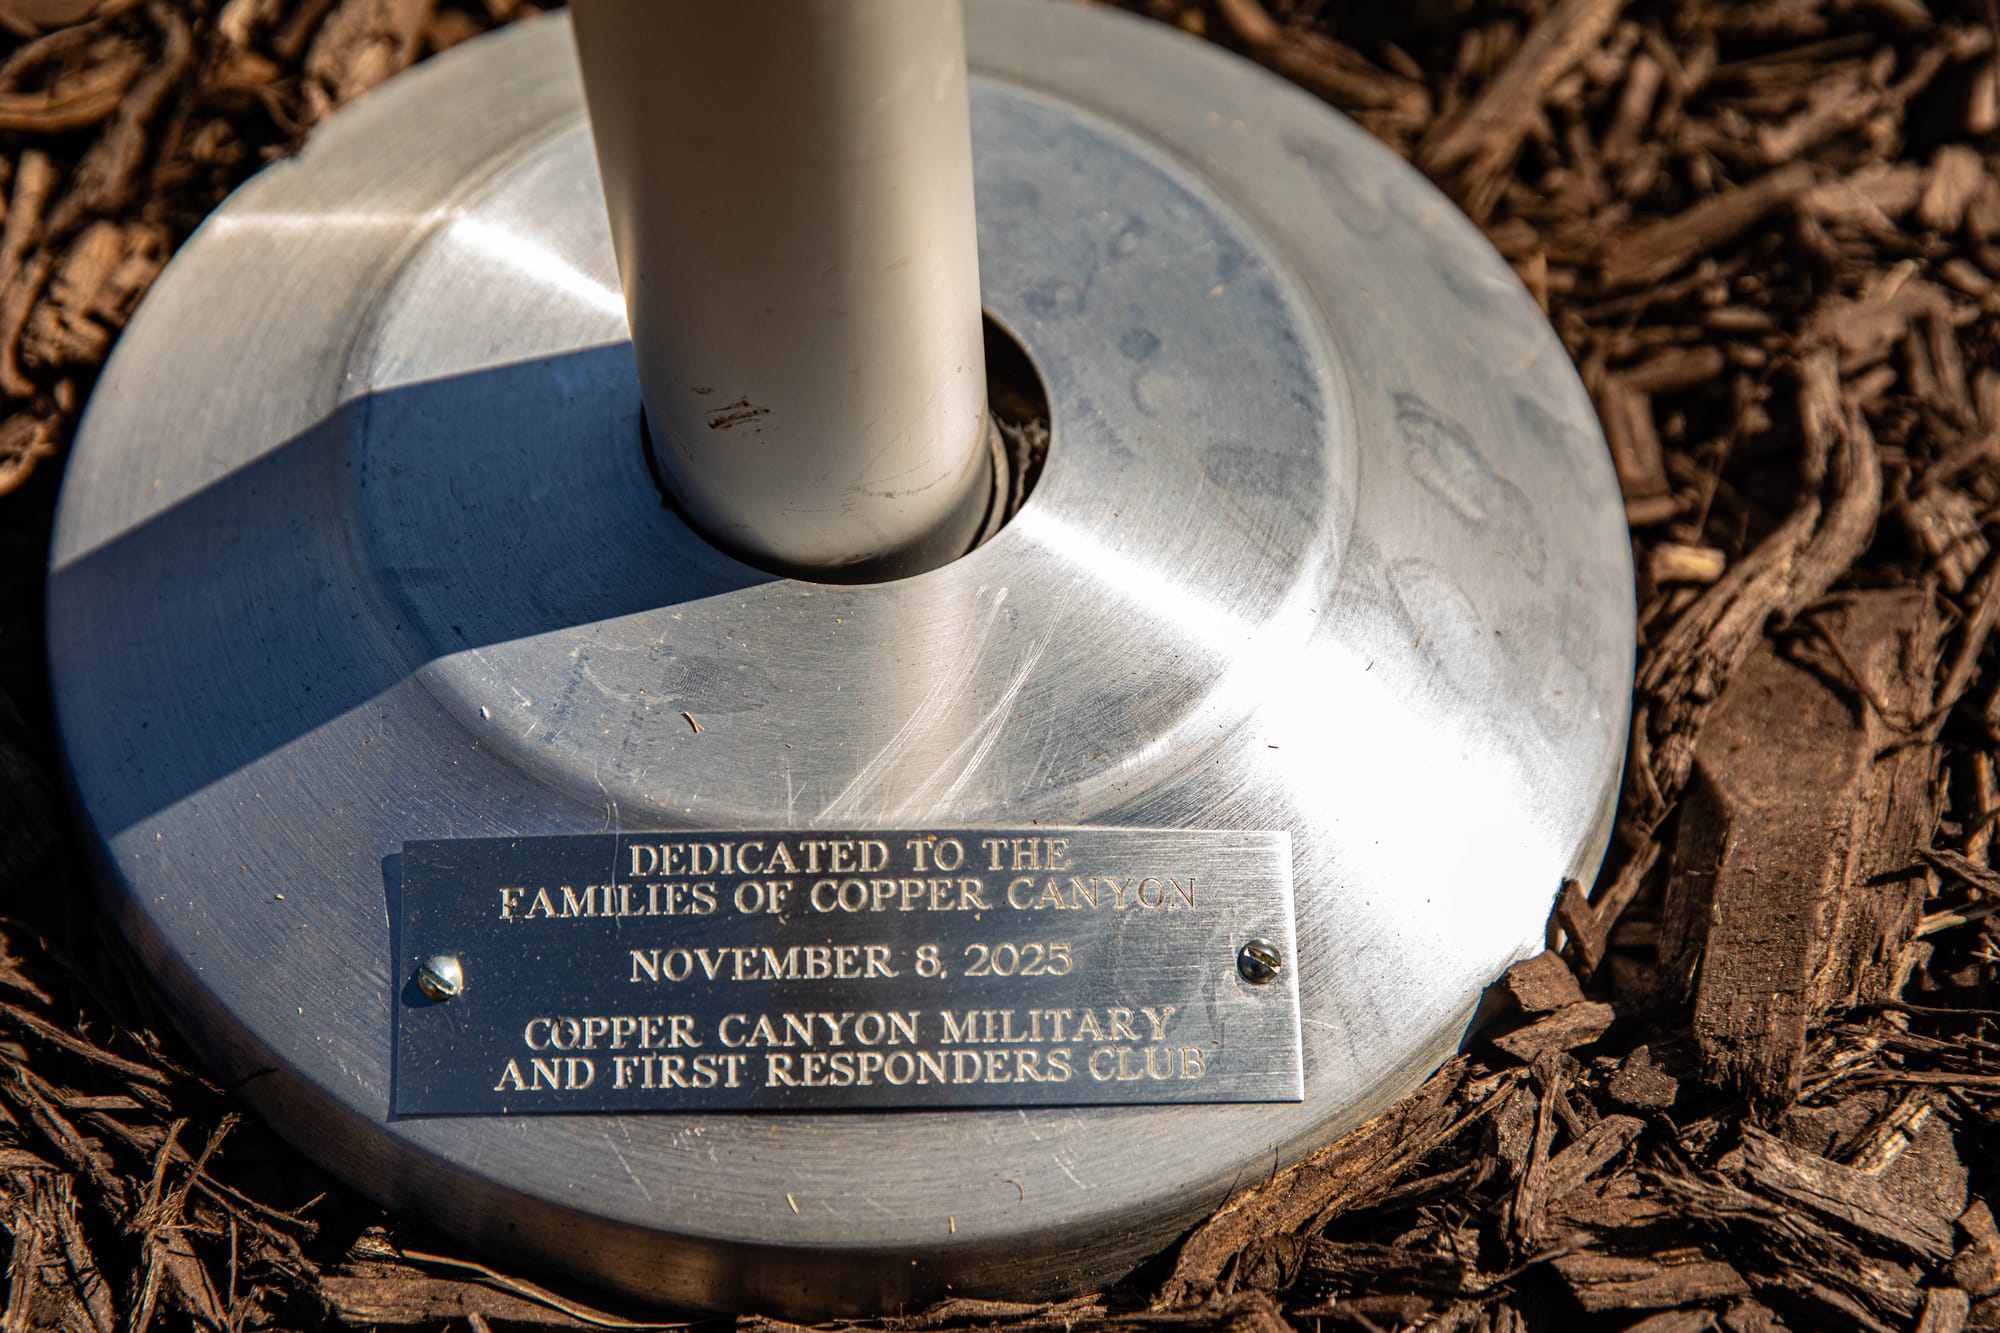 DEDICATED TO THE
FAMILIES OF COPPER CANYON
NOVEMBER 8, 2025
COPPER CANYON MILITARY
AND FIRST RESPONDERS CLUB